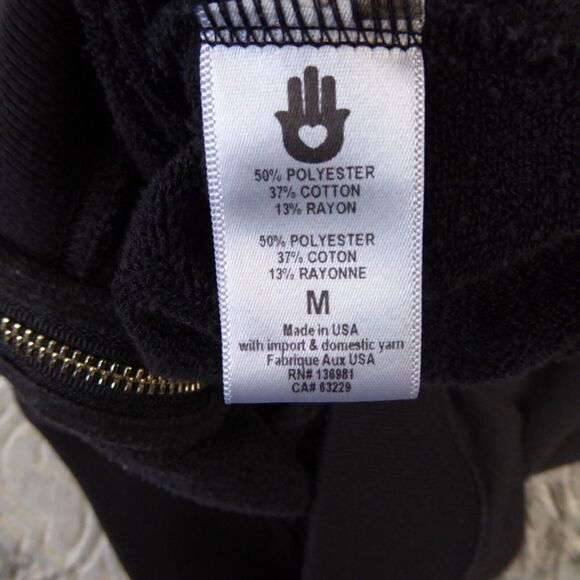 50% POLYESTER
37% COTTON
13% RAYON
50% POLYESTER
37% COTON
13% RAYONNE
M
Made in USA
with import & domestic yarn
Fabrique Aux USA
RN# 136981
CA# 63229